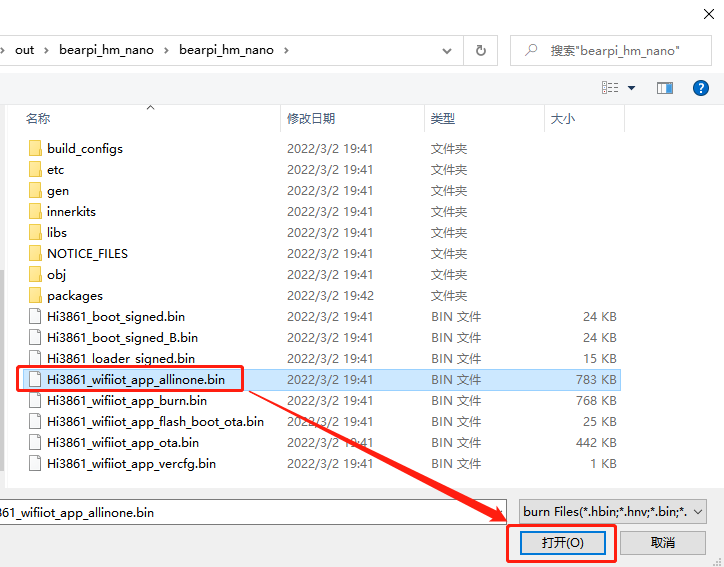 out > bearpi_hm_nano > bearpi_hm_nano >
搜索"bearpi_hm_nano"
名称 修改日期 类型 大小
build_configs 2022/3/2 19:41 文件夹
etc 2022/3/2 19:41 文件夹
gen 2022/3/2 19:41 文件夹
innerkits 2022/3/2 19:41 文件夹
libs 2022/3/2 19:41 文件夹
NOTICE_FILES 2022/3/2 19:41 文件夹
obj 2022/3/2 19:41 文件夹
packages 2022/3/2 19:42 文件夹
Hi3861_boot_signed.bin 2022/3/2 19:41 BIN 文件 24 KB
Hi3861_boot_signed_B.bin 2022/3/2 19:41 BIN 文件 24 KB
Hi3861_loader_signed.bin 2022/3/2 19:41 BIN 文件 15 KB
Hi3861_wifiiot_app_allinone.bin 2022/3/2 19:41 BIN 文件 783 KB
Hi3861_wifiiot_app_burn.bin 2022/3/2 19:41 BIN 文件 768 KB
Hi3861_wifiiot_app_flash_boot_ota.bin 2022/3/2 19:41 BIN 文件 25 KB
Hi3861_wifiiot_app_ota.bin 2022/3/2 19:41 BIN 文件 442 KB
Hi3861_wifiiot_app_vercfg.bin 2022/3/2 19:41 BIN 文件 1 KB
861_wifiiot_app_allinone.bin
burn Files(*.hbin;*.hnv;*.bin;*.
打开(O) 取消